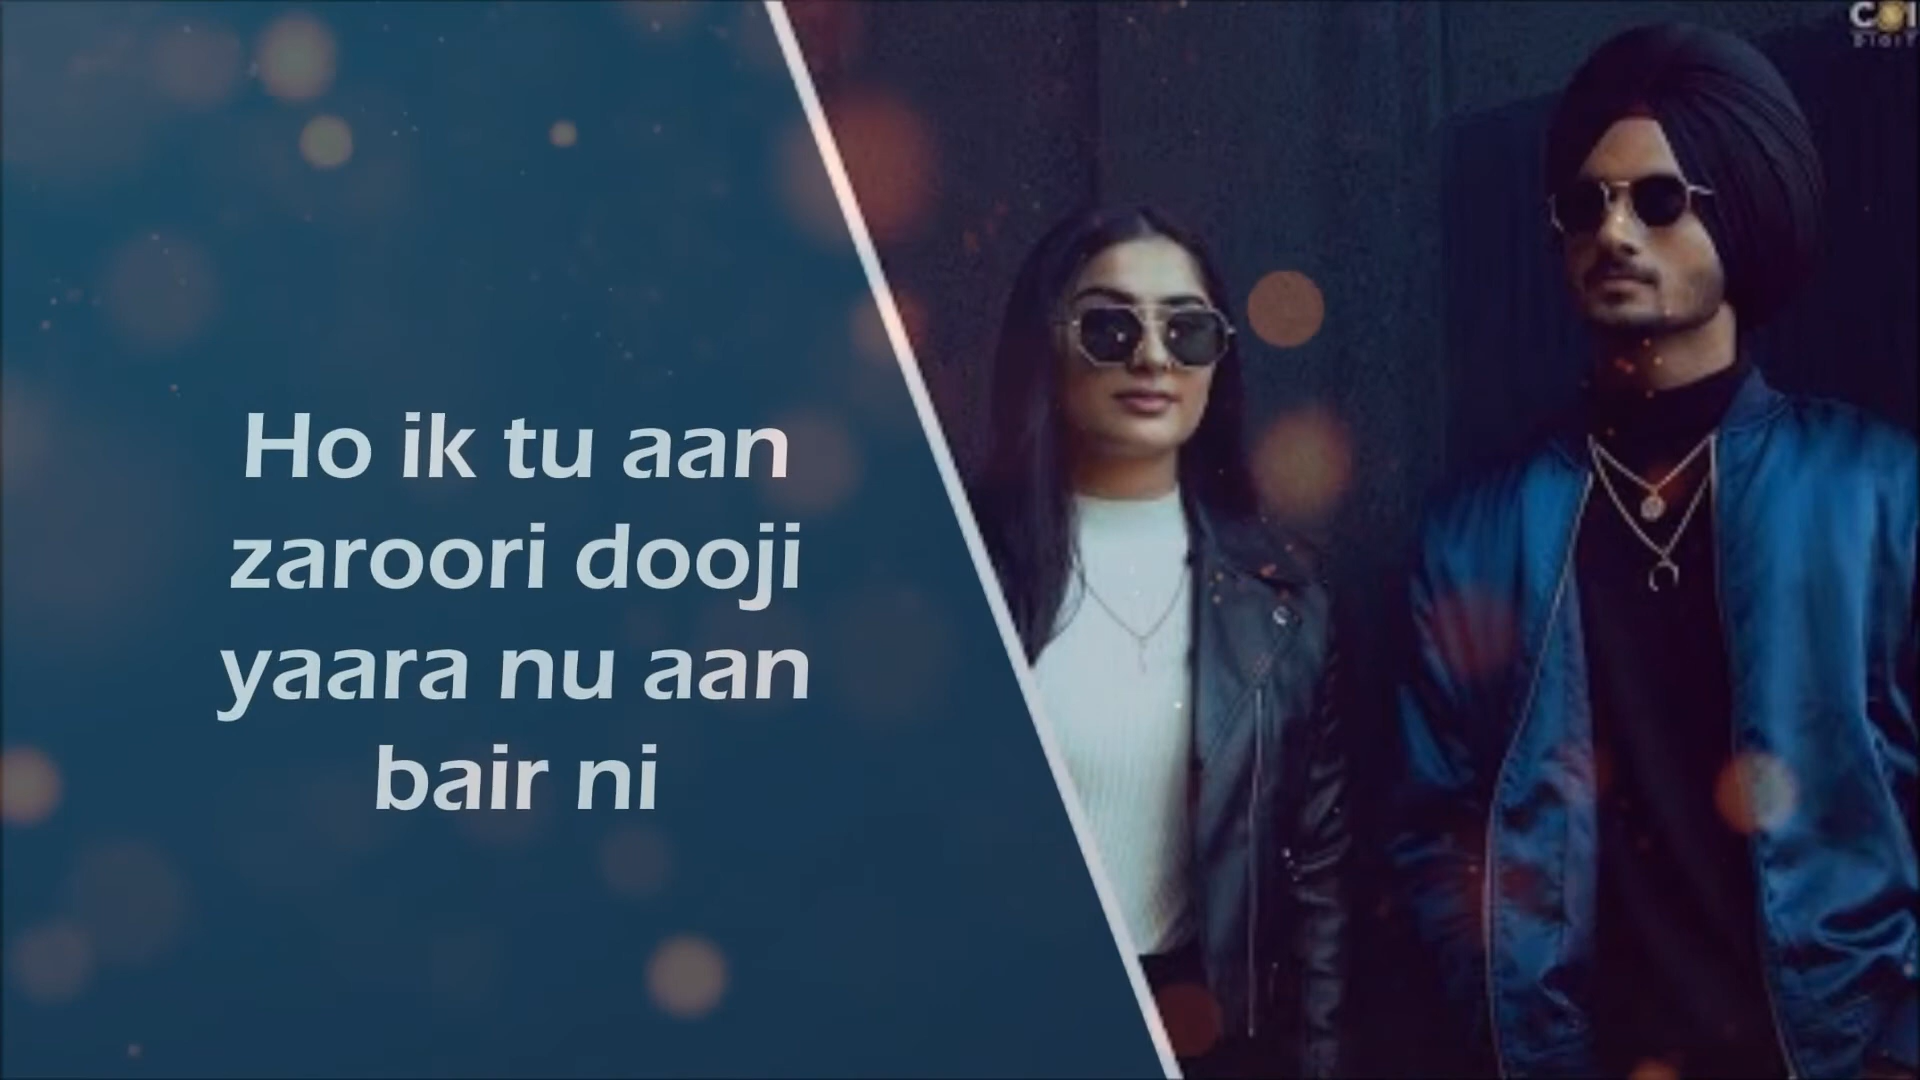 Ho ik tu aan
zaroori dooji
yaara nu aan
bair ni